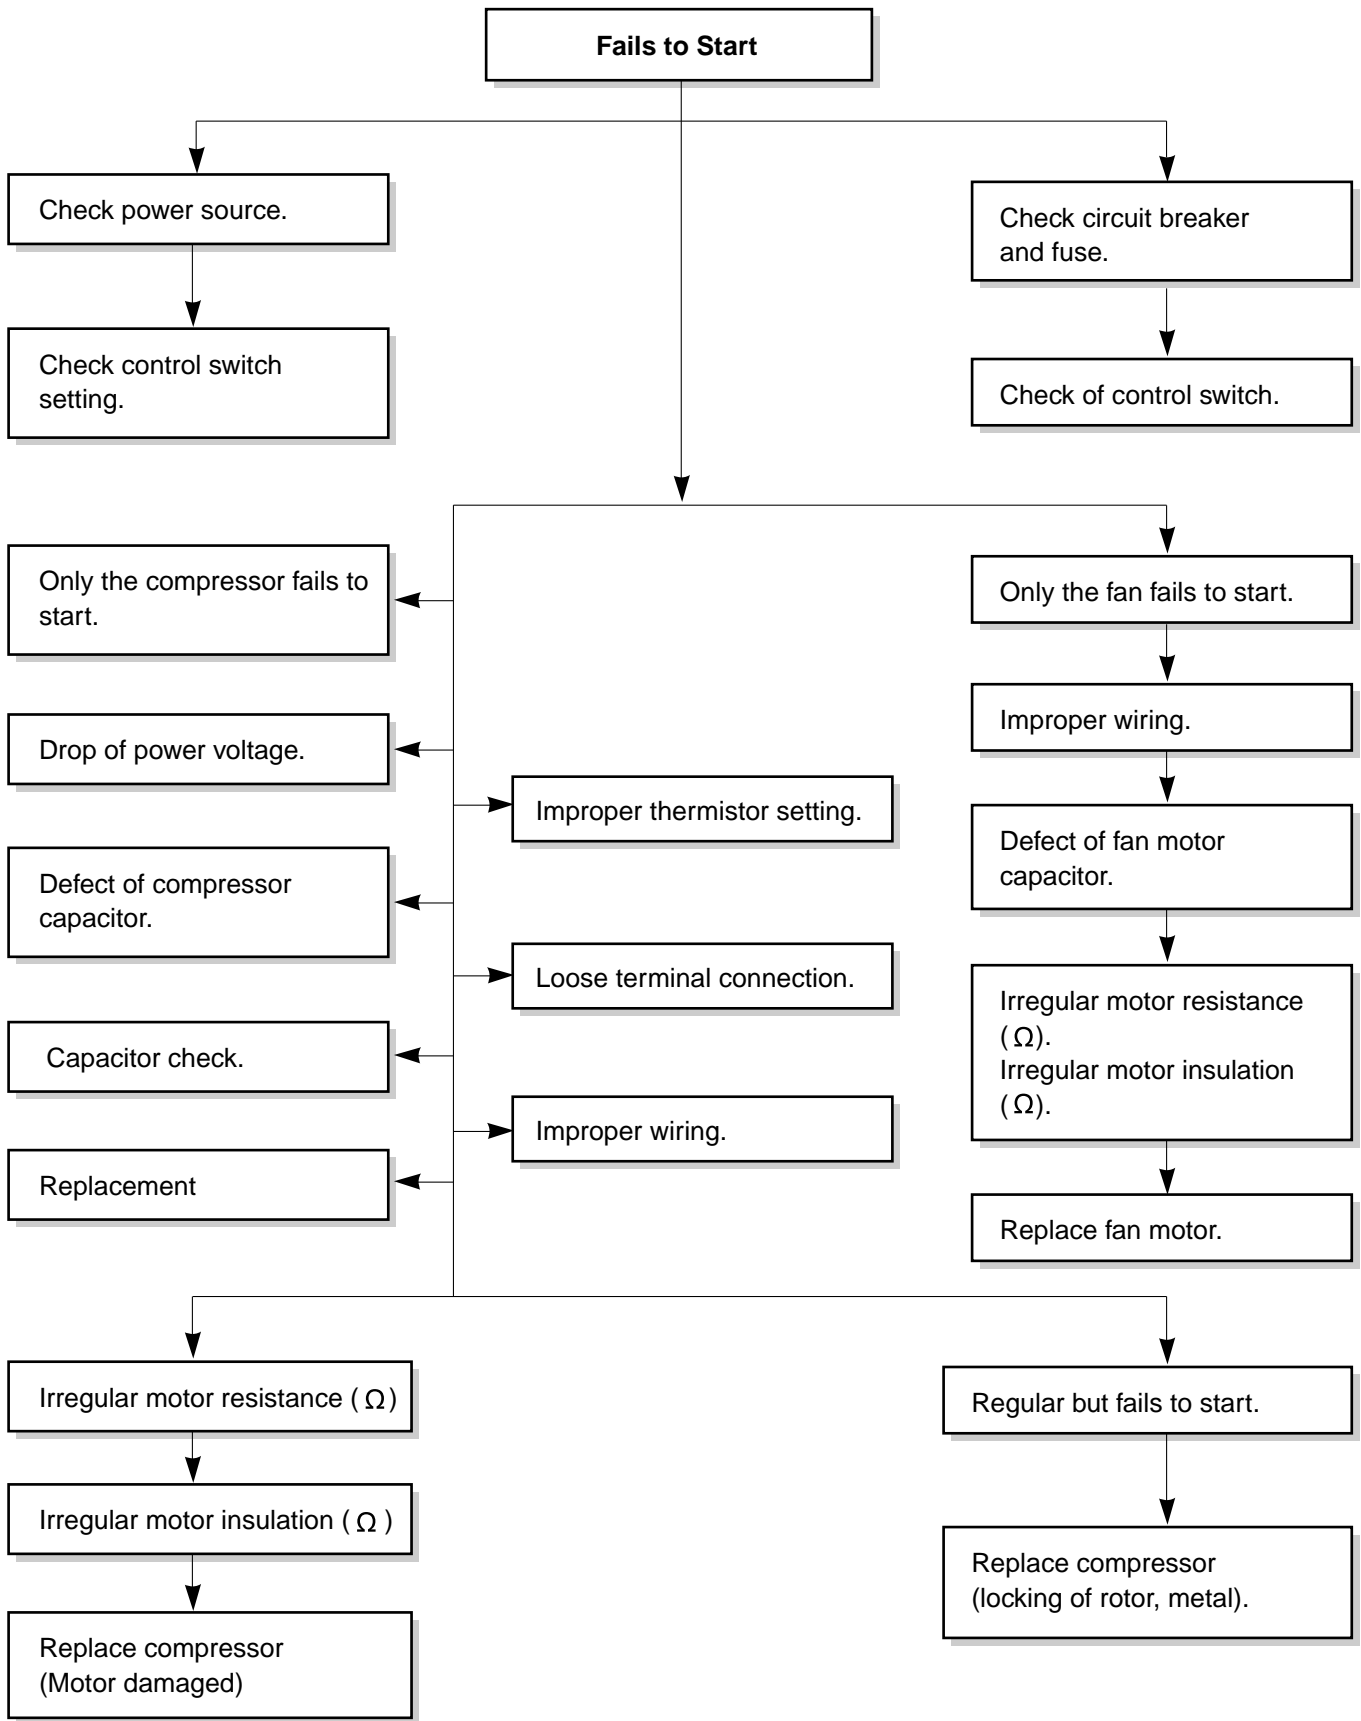 Fails to Start
Check power source.
Check circuit breaker
and fuse.
Check control switch
setting.
Check of control switch.
Only the compressor fails to
start.
Only the fan fails to start.
Drop of power voltage.
Improper wiring.
Improper thermistor setting.
Defect of compressor
capacitor.
Defect of fan motor
capacitor.
Loose terminal connection.
Irregular motor resistance
(Ω).
Irregular motor insulation
(Ω).
Capacitor check.
Improper wiring.
Replacement
Replace fan motor.
Irregular motor resistance (Ω)
Regular but fails to start.
Irregular motor insulation (Ω )
Replace compressor
(locking of rotor, metal).
Replace compressor
(Motor damaged)